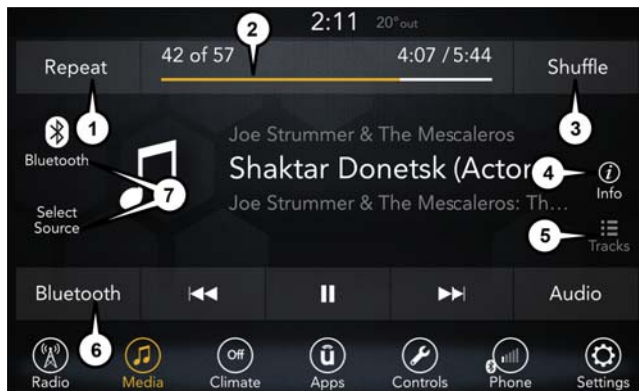 2:11 20°out
Repeat 42 of 57 4:07 / 5:44 Shuffle
2
1
3
Bluetooth
Joe Strummer & The Mescaleros
Shaktar Donetsk (Actor
4
Info
7
Select
Source
Joe Strummer & The Mescaleros: Th...
5
Tracks
Bluetooth Audio
6
Off
û
Radio Media Climate Apps Controls Phone Settings